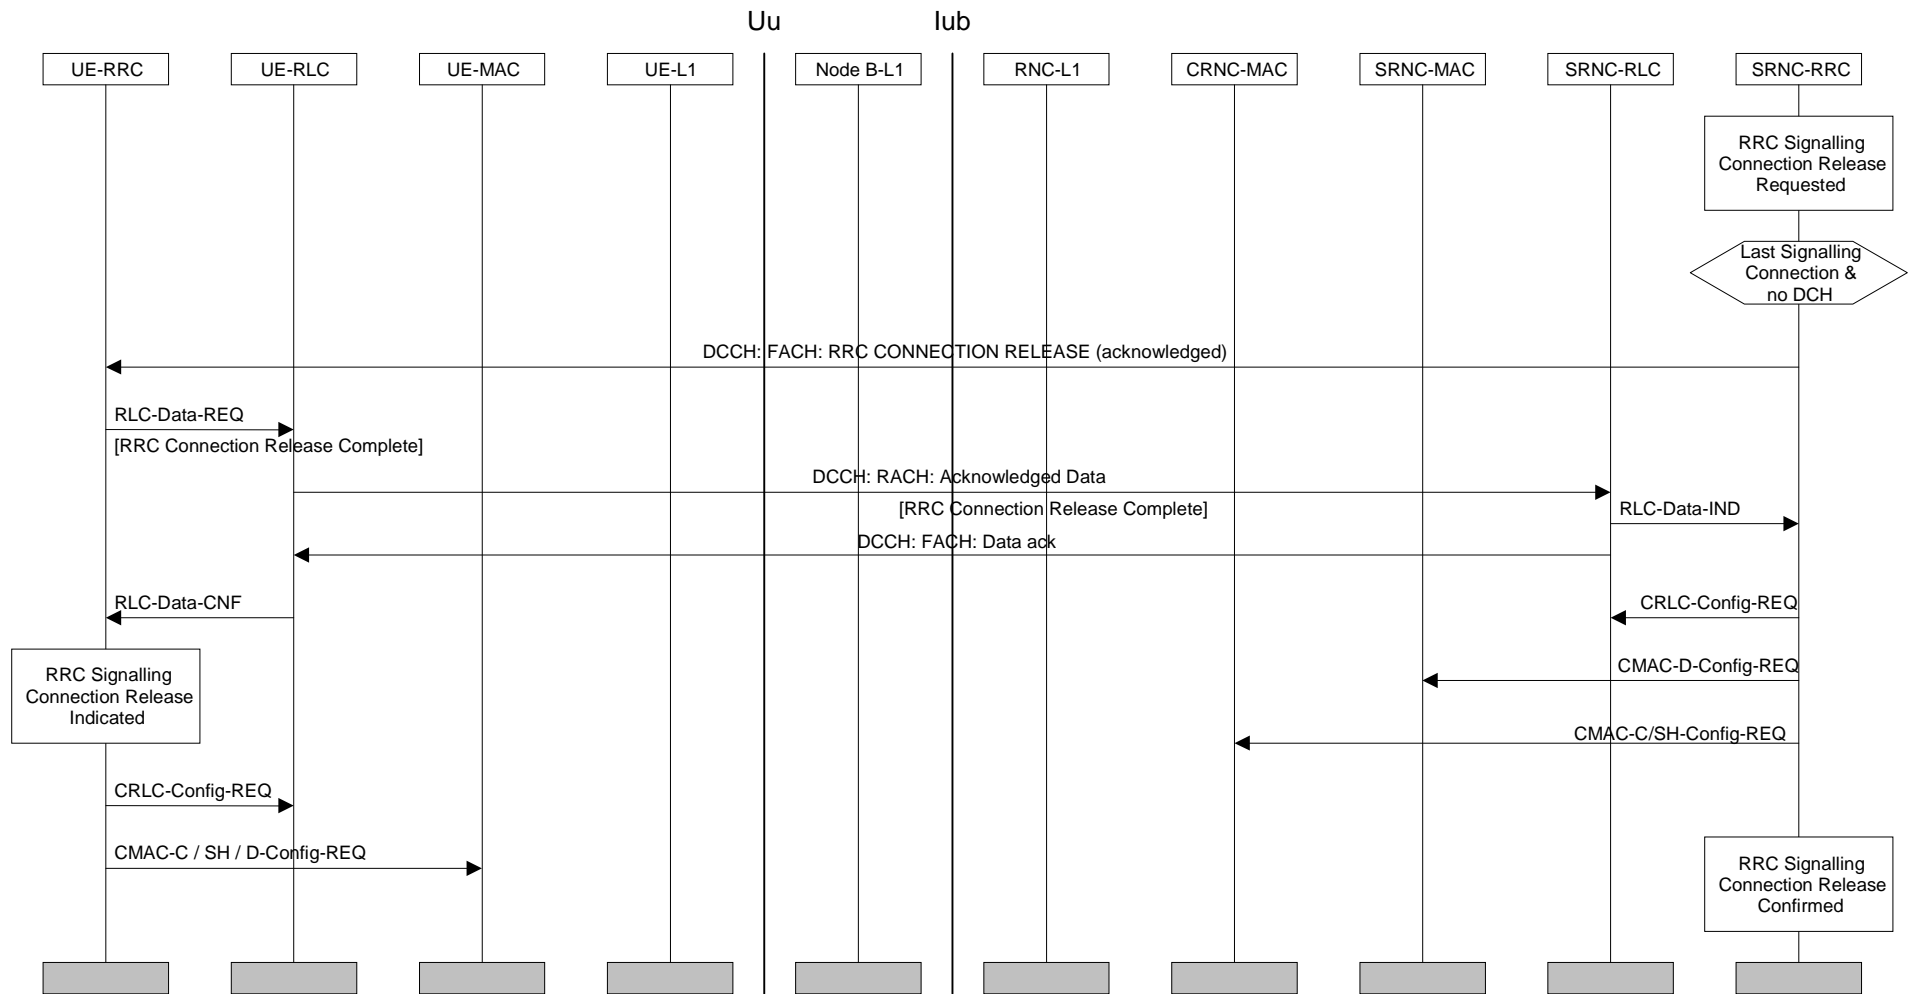 Uu
Iub
UE-RRC
UE-RLC
UE-MAC
UE-L1
Node B-L1
RNC-L1
CRNC-MAC
SRNC-MAC
SRNC-RLC
SRNC-RRC
RRC Signalling
Connection Release
Requested
Last Signalling
Connection &
no DCH
DCCH: FACH: RRC CONNECTION RELEASE (acknowledged)
RLC-Data-REQ
[RRC Connection Release Complete]
DCCH: RACH: Acknowledged Data
[RRC Connection Release Complete]
RLC-Data-IND
DCCH: FACH: Data ack
RLC-Data-CNF
CRLC-Config-REQ
RRC Signalling
Connection Release
Indicated
CMAC-D-Config-REQ
CMAC-C/SH-Config-REQ
CRLC-Config-REQ
CMAC-C / SH / D-Config-REQ
RRC Signalling
Connection Release
Confirmed